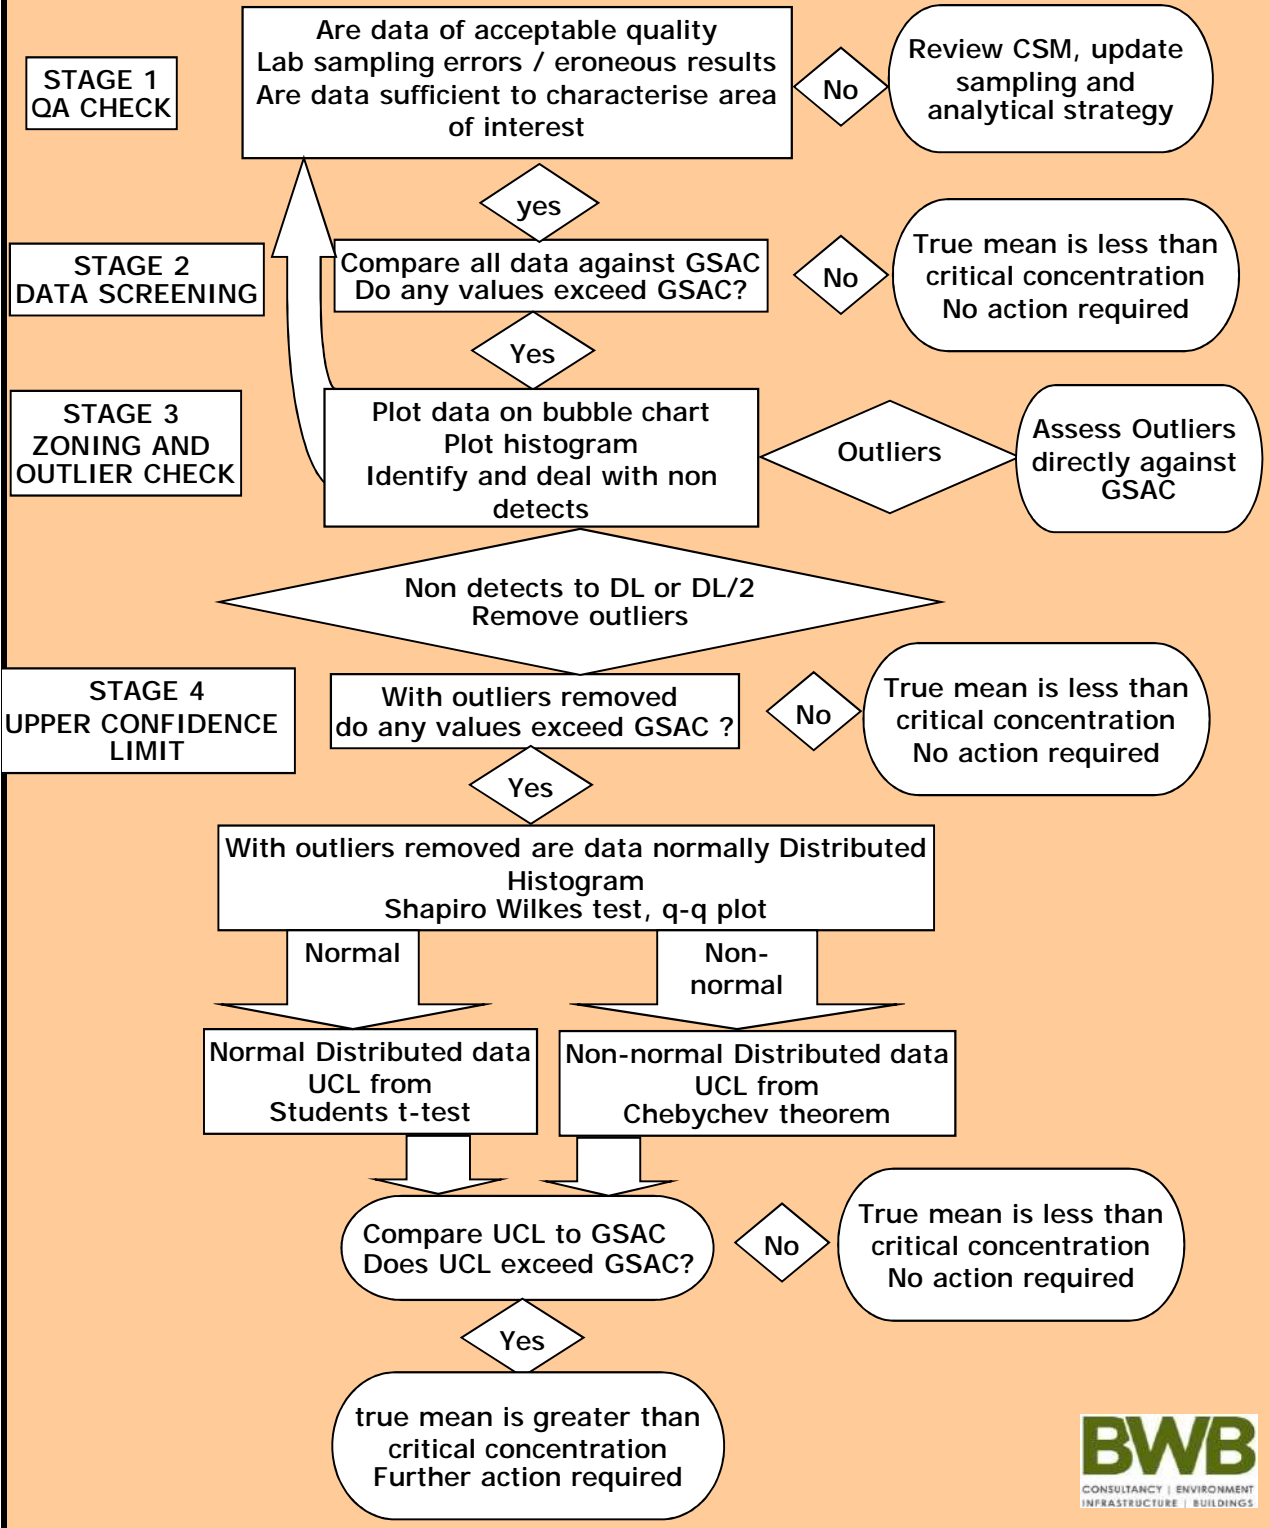 STAGE 1
QA CHECK
Are data of acceptable quality
Lab sampling errors / eroneous results
Are data sufficient to characterise area
of interest
No
Review CSM, update
sampling and
analytical strategy
yes
STAGE 2
DATA SCREENING
Compare all data against GSAC
Do any values exceed GSAC?
No
True mean is less than
critical concentration
No action required
Yes
STAGE 3
ZONING AND
OUTLIER CHECK
Plot data on bubble chart
Plot histogram
Identify and deal with non
detects
Outliers
Assess Outliers
directly against
GSAC
Non detects to DL or DL/2
Remove outliers
STAGE 4
UPPER CONFIDENCE
LIMIT
With outliers removed
do any values exceed GSAC ?
No
True mean is less than
critical concentration
No action required
Yes
With outliers removed are data normally Distributed
Histogram
Shapiro Wilkes test, q-q plot
Normal
Non-
normal
Normal Distributed data
UCL from
Students t-test
Non-normal Distributed data
UCL from
Chebychev theorem
Compare UCL to GSAC
Does UCL exceed GSAC?
No
True mean is less than
critical concentration
No action required
Yes
true mean is greater than
critical concentration
Further action required
BWB
CONSULTANCY | ENVIRONMENT
INFRASTRUCTURE | BUILDINGS